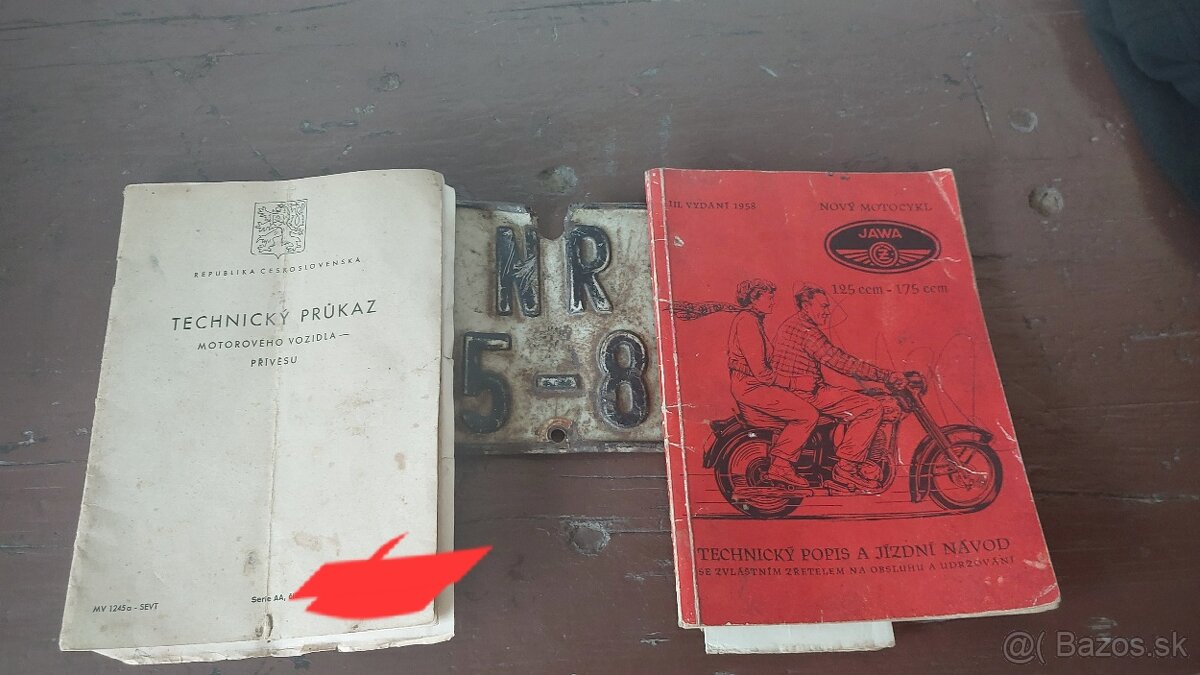 REPUBLIKA ČESKOSLOVENSKÁ
TECHNICKÝ PRŮKAZ
MOTOROVÉHO VOZIDLA —
PŘÍVĚSU
MV 1245a - SEVT
Serie AA,
NR
5-8
III. VYDÁNÍ 1958
NOVÝ MOTOCYKL
JAWA
CZ
125 ccm - 175 ccm
TECHNICKÝ POPIS A JÍZDNÍ NÁVOD
SE ZVLÁŠTNÍM ZŘETELEM NA OBSLUHU A UDRŽOVÁNÍ
@( Bazos.sk